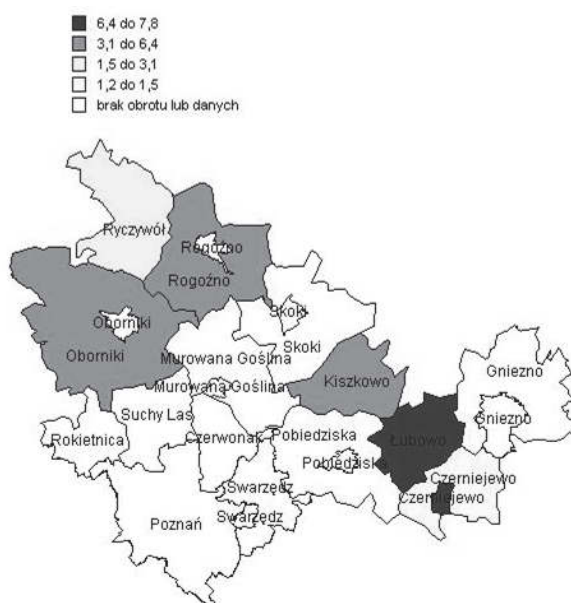 6,4 do 7,8
3,1 do 6,4
1,5 do 3,1
1,2 do 1,5
brak obrotu lub danych
Ryczywół
Rogoźno
Rogoźno
Oborniki
Oborniki
Skoki
Skoki
Murowana Goślina
Murowana Goślina
Kiszkowo
Gniezno
Gniezno
Suchy Las
Rokietnica
Czerwonak
Pobiedziska
Pobiedziska
Łubowo
Czerniejewo
Czerniejewo
Swarzędz
Swarzędz
Poznań